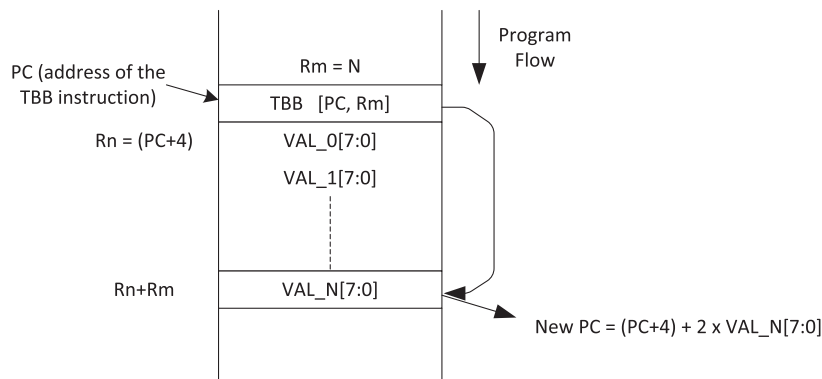 Program
Flow
Rm = N
PC (address of the
TBB instruction)
TBB [PC, Rm]
Rn = (PC+4)
VAL_0[7:0]
VAL_1[7:0]
Rn+Rm
VAL_N[7:0]
New PC = (PC+4) + 2 x VAL_N[7:0]